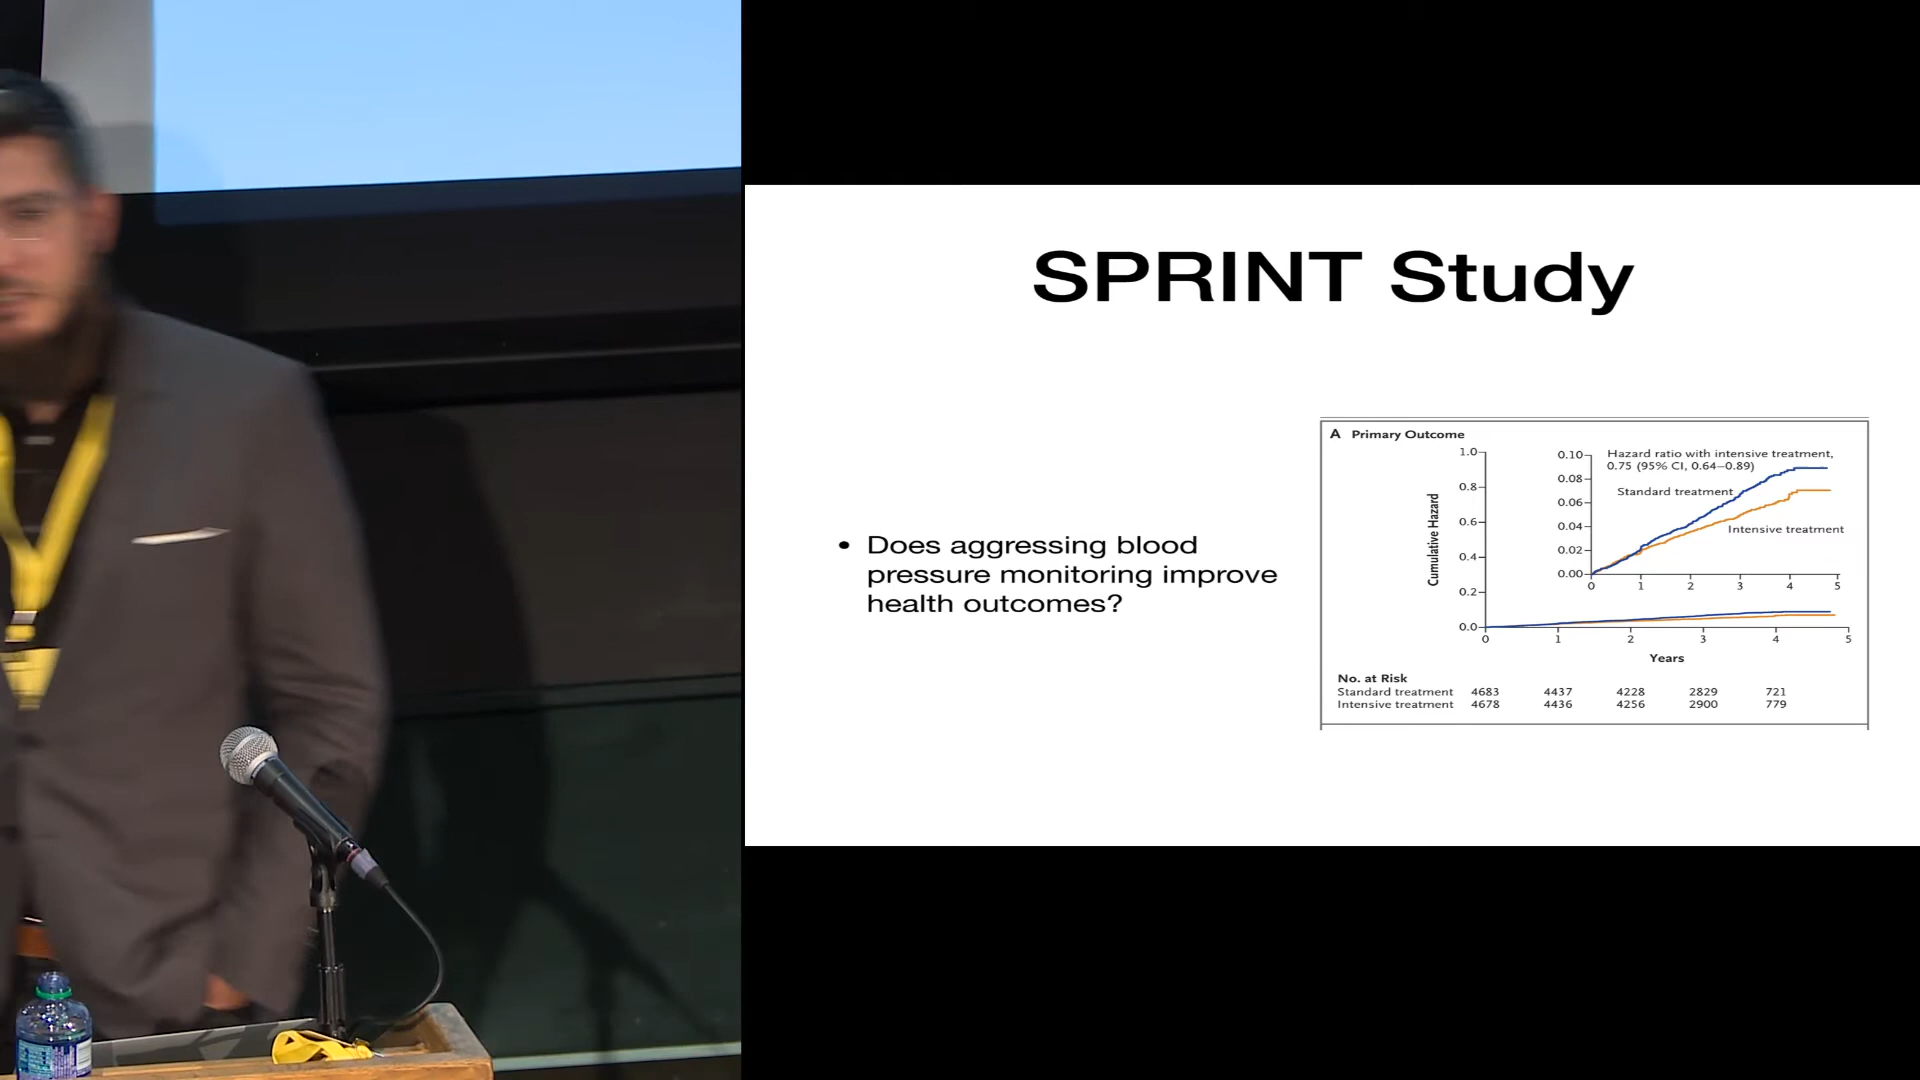 SPRINT Study
• Does aggressing blood
pressure monitoring improve
health outcomes?
A Primary Outcome
Cumulative Hazard
1.0
0.8
0.6
0.4
0.2
0.0
0 1 2 3 4 5
Years
0.10
0.08
0.06
0.04
0.02
0.00
0 1 2 3 4 5
Hazard ratio with intensive treatment,
0.75 (95% CI, 0.64–0.89)
Standard treatment
Intensive treatment
No. at Risk
Standard treatment 4683 4437 4228 2829 721
Intensive treatment 4678 4436 4256 2900 779